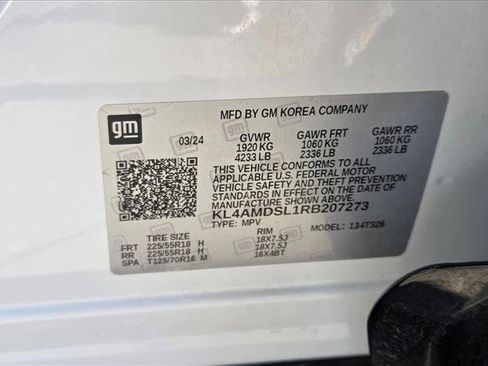 MFD BY GM KOREA COMPANY
gm
03/24
GVWR GAWR FRT GAWR RR
1920 KG 1060 KG 1060 KG
4233 LB 2336 LB 2336 LB
THIS VEHICLE CONFORMS TO ALL
APPLICABLE U.S. FEDERAL MOTOR
VEHICLE SAFETY, BUMPER, AND THEFT
PREVENTION STANDARDS IN EFFECT
ON THE DATE OF MANUFACTURE
SHOWN ABOVE.
KL4AMDSL1RB207273
TYPE: MPV MODEL: 134TS26
TIRE SIZE RIM
FRT 225/55R18 H 18X7.5J
RR 225/55R18 H 18X7.5J
SPA T125/70R16 M 16X4BT